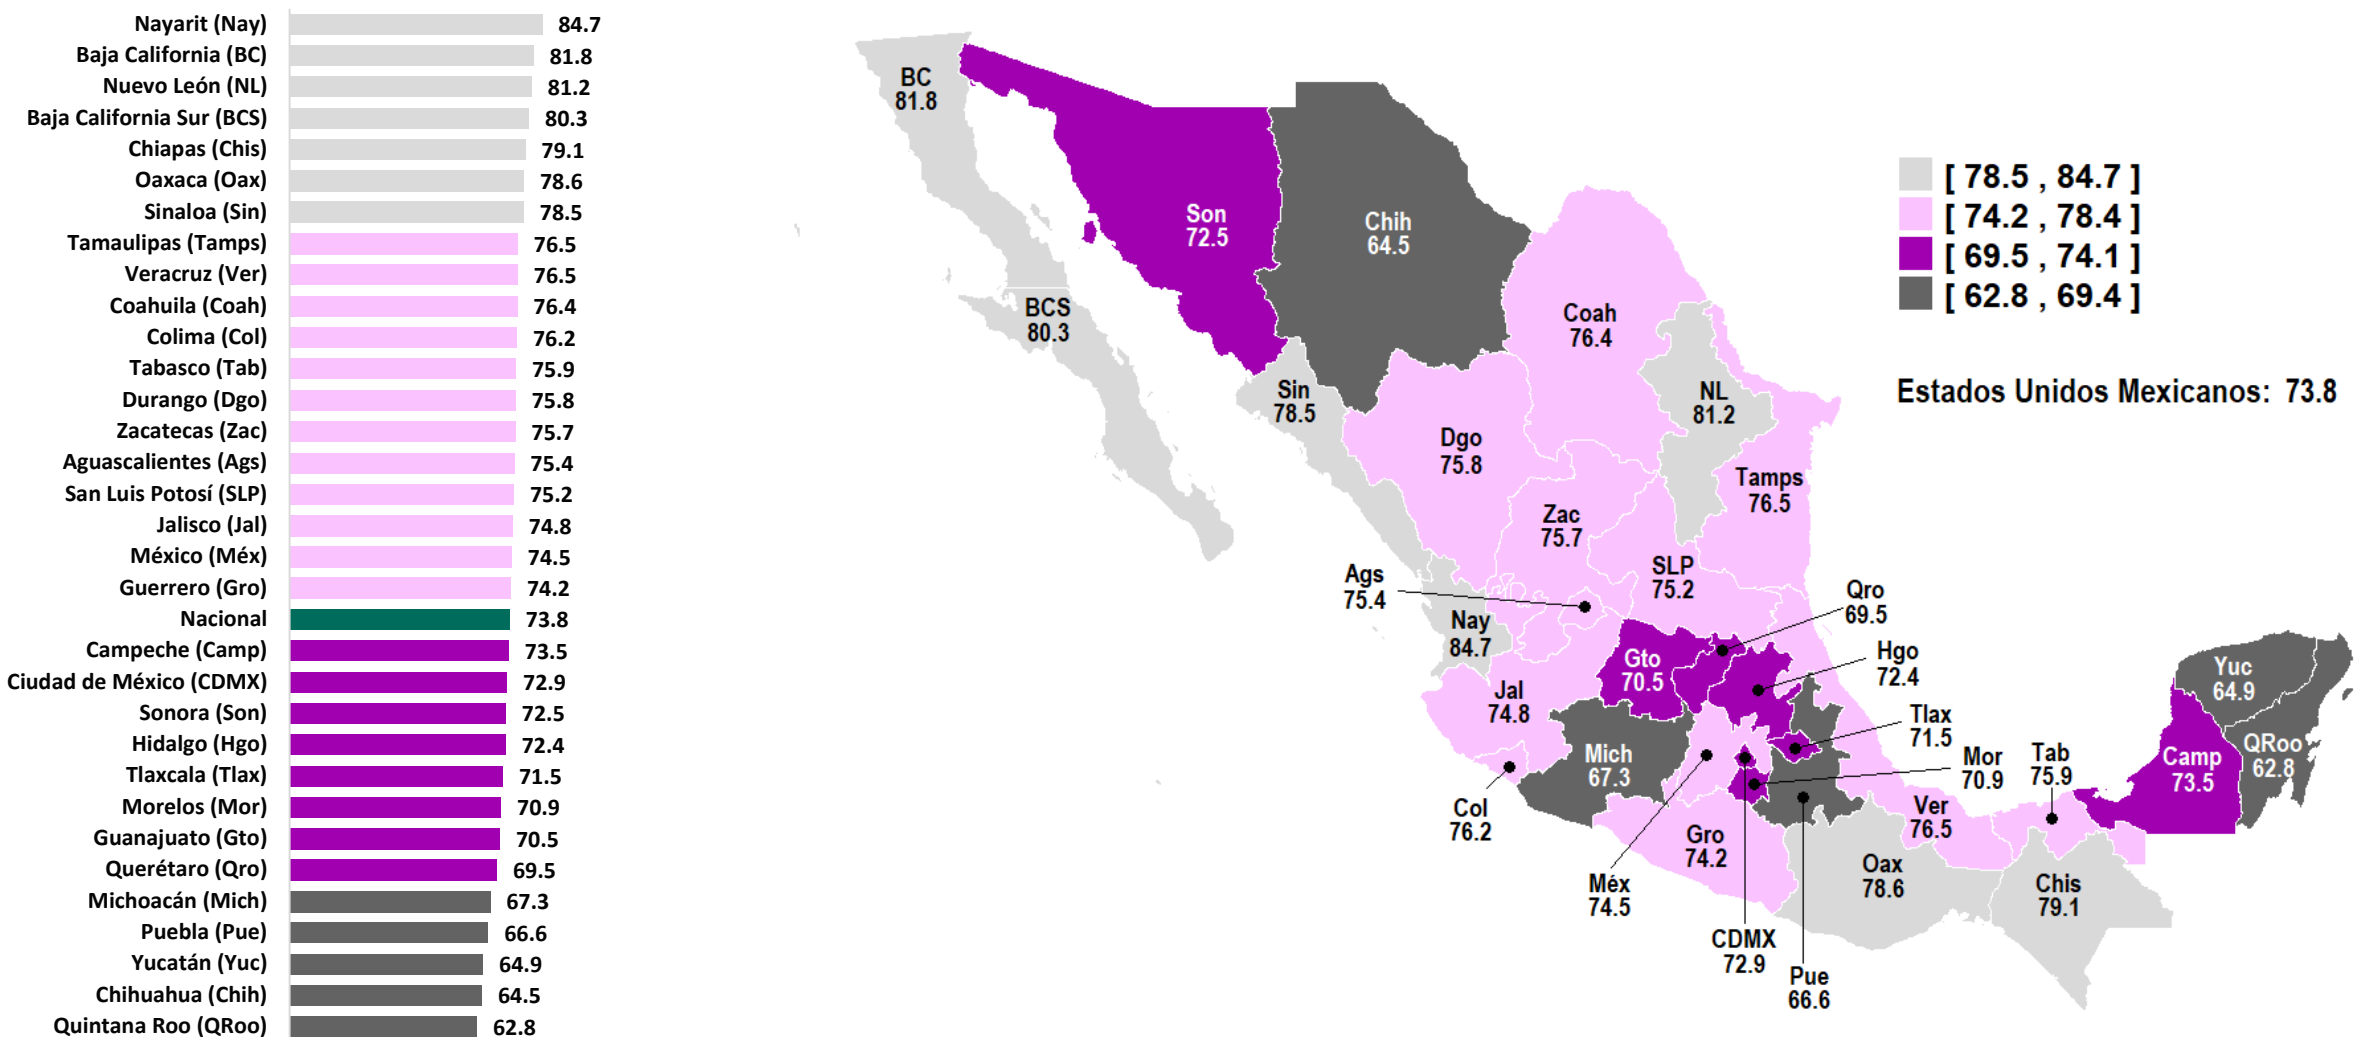 Nayarit (Nay) 84.7
Baja California (BC) 81.8
Nuevo León (NL) 81.2
Baja California Sur (BCS) 80.3
Chiapas (Chis) 79.1
Oaxaca (Oax) 78.6
Sinaloa (Sin) 78.5
Tamaulipas (Tamps) 76.5
Veracruz (Ver) 76.5
Coahuila (Coah) 76.4
Colima (Col) 76.2
Tabasco (Tab) 75.9
Durango (Dgo) 75.8
Zacatecas (Zac) 75.7
Aguascalientes (Ags) 75.4
San Luis Potosí (SLP) 75.2
Jalisco (Jal) 74.8
México (Méx) 74.5
Guerrero (Gro) 74.2
Nacional 73.8
Campeche (Camp) 73.5
Ciudad de México (CDMX) 72.9
Sonora (Son) 72.5
Hidalgo (Hgo) 72.4
Tlaxcala (Tlax) 71.5
Morelos (Mor) 70.9
Guanajuato (Gto) 70.5
Querétaro (Qro) 69.5
Michoacán (Mich) 67.3
Puebla (Pue) 66.6
Yucatán (Yuc) 64.9
Chihuahua (Chih) 64.5
Quintana Roo (QRoo) 62.8
BC
81.8
Son
72.5
Chih
64.5
BCS
80.3
Coah
76.4
Sin
78.5
NL
81.2
Dgo
75.8
Tamps
76.5
Zac
75.7
SLP
75.2
Ags
75.4
Nay
84.7
Qro
69.5
Hgo
72.4
Gto
70.5
Jal
74.8
Tlax
71.5
Mich
67.3
Mor
70.9
Tab
75.9
Yuc
64.9
QRoo
62.8
Camp
73.5
Col
76.2
Ver
76.5
Gro
74.2
Méx
74.5
Oax
78.6
Chis
79.1
CDMX
72.9
Pue
66.6
[ 78.5 , 84.7 ]
[ 74.2 , 78.4 ]
[ 69.5 , 74.1 ]
[ 62.8 , 69.4 ]
Estados Unidos Mexicanos: 73.8